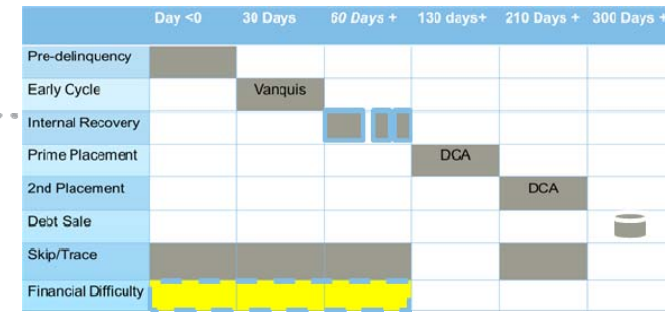 Day <0 30 Days 60 Days + 130 days+ 210 Days + 300 Days +
Pre-delinquency
Early Cycle Vanquis
Internal Recovery
Prime Placement DCA
2nd Placement DCA
Debt Sale
Skip/Trace
Financial Difficulty